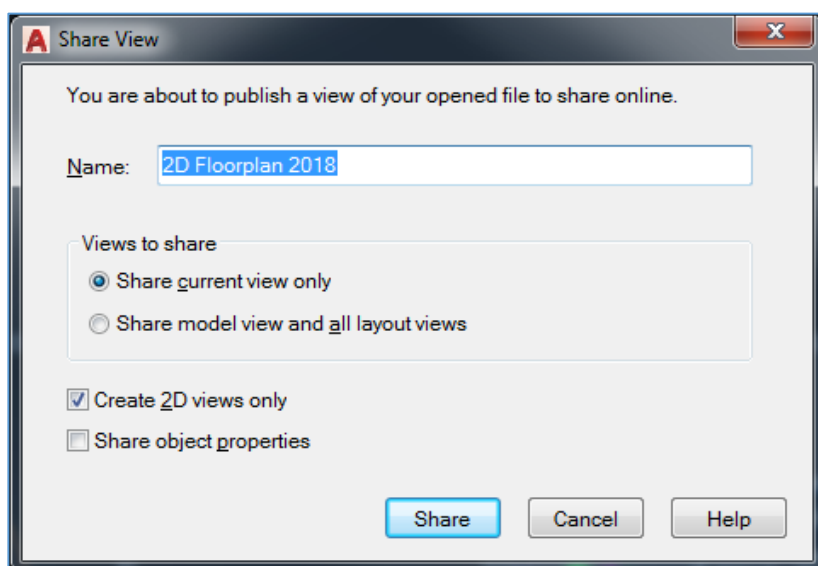 Share View
You are about to publish a view of your opened file to share online.
Name: 2D Floorplan 2018
Views to share
Share current view only
Share model view and all layout views
Create 2D views only
Share object properties
Share Cancel Help